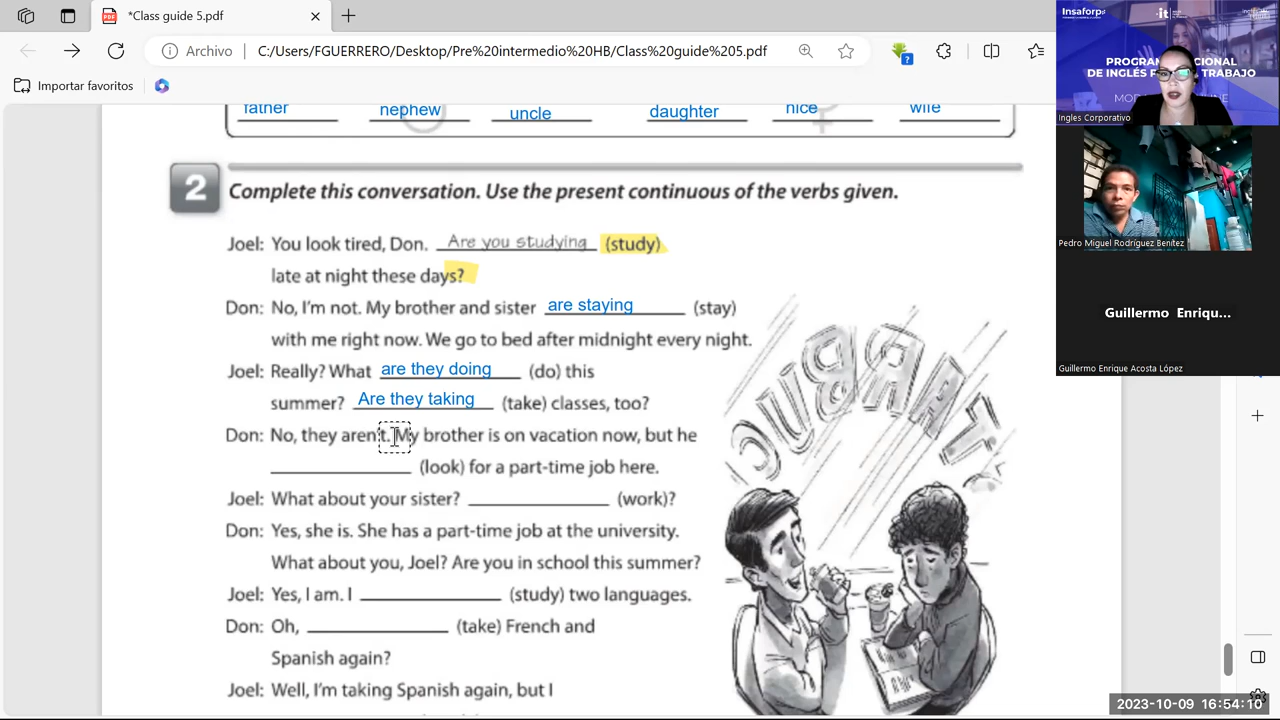 *Class guide 5.pdf
Archivo C:/Users/FGUERRERO/Desktop/Pre%20intermedio%20HB/Class%20guide%205.pdf
Importar favoritos
father nephew uncle daughter nice wife
2 Complete this conversation. Use the present continuous of the verbs given.
Joel: You look tired, Don. Are you studying (study)
late at night these days?
Don: No, I'm not. My brother and sister are staying (stay)
with me right now. We go to bed after midnight every night.
Joel: Really? What are they doing (do) this
summer? Are they taking (take) classes, too?
Don: No, they aren't. My brother is on vacation now, but he
(look) for a part-time job here.
Joel: What about your sister? (work)?
Don: Yes, she is. She has a part-time job at the university.
What about you, Joel? Are you in school this summer?
Joel: Yes, I am. I (study) two languages.
Don: Oh, (take) French and
Spanish again?
Joel: Well, I'm taking Spanish again, but I
TARBUC
Insaforp
Ingles Corporativo
Pedro Miguel Rodríguez Benítez
Guillermo Enriqu...
Guillermo Enrique Acosta López
2023-10-09 16:54:10